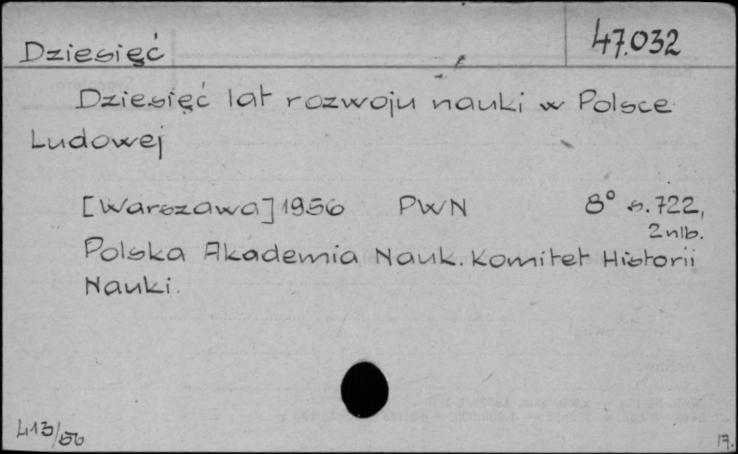 Dziesięć 47.032
Dziesięć lat rozwoju nauki w Polsce
Ludowej
[Warszawa] 1956 PWN 8° s. 722,
2 nlb.
Polska Akademia Nauk. Komitet Historii
Nauki.
413/56 17.